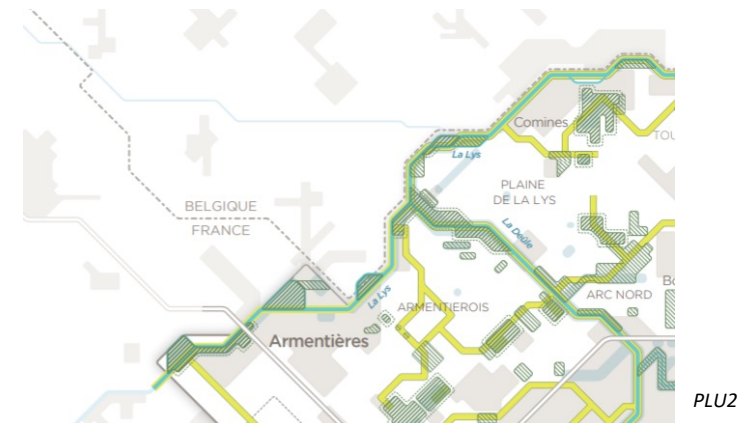 Comines
TOU
La Lys
PLAINE
DE LA LYS
BELGIQUE
FRANCE
La Deûle
La Lys
ARC NORD
ARMENTIEROIS
Armentières
PLU2